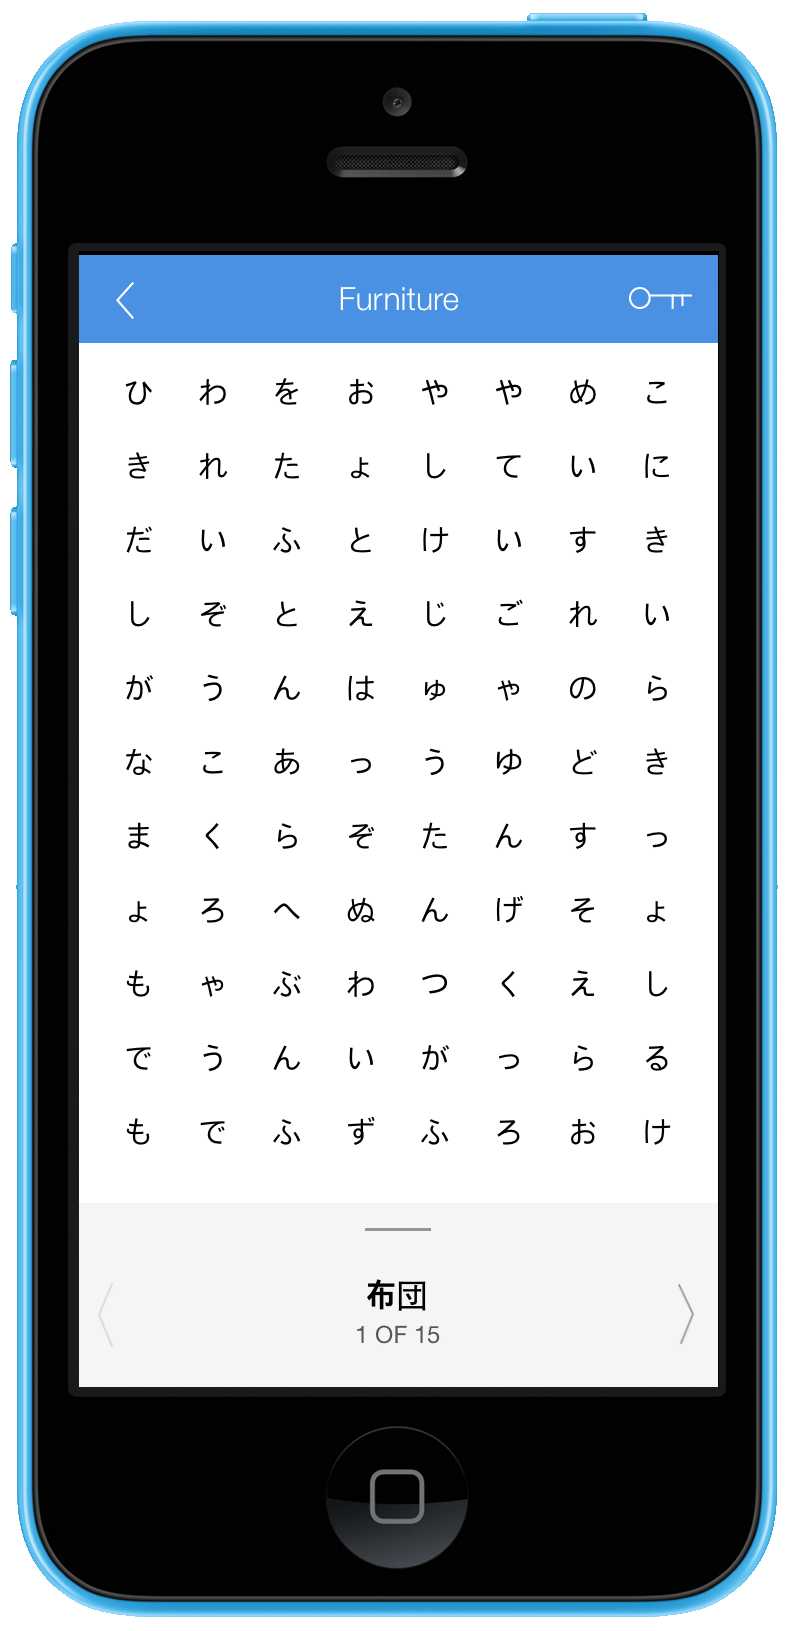 Furniture
ひ わ を お や や め こ
き れ た ょ し て い に
だ い ふ と け い す き
し ぞ と え じ ご れ い
が う ん は ゅ ゃ の ら
な こ あ っ う ゆ ど き
ま く ら ぞ た ん す っ
ょ ろ へ ぬ ん げ そ ょ
も ゃ ぶ わ つ く え し
で う ん い が っ ら る
も で ふ ず ふ ろ お け
布団
1 OF 15